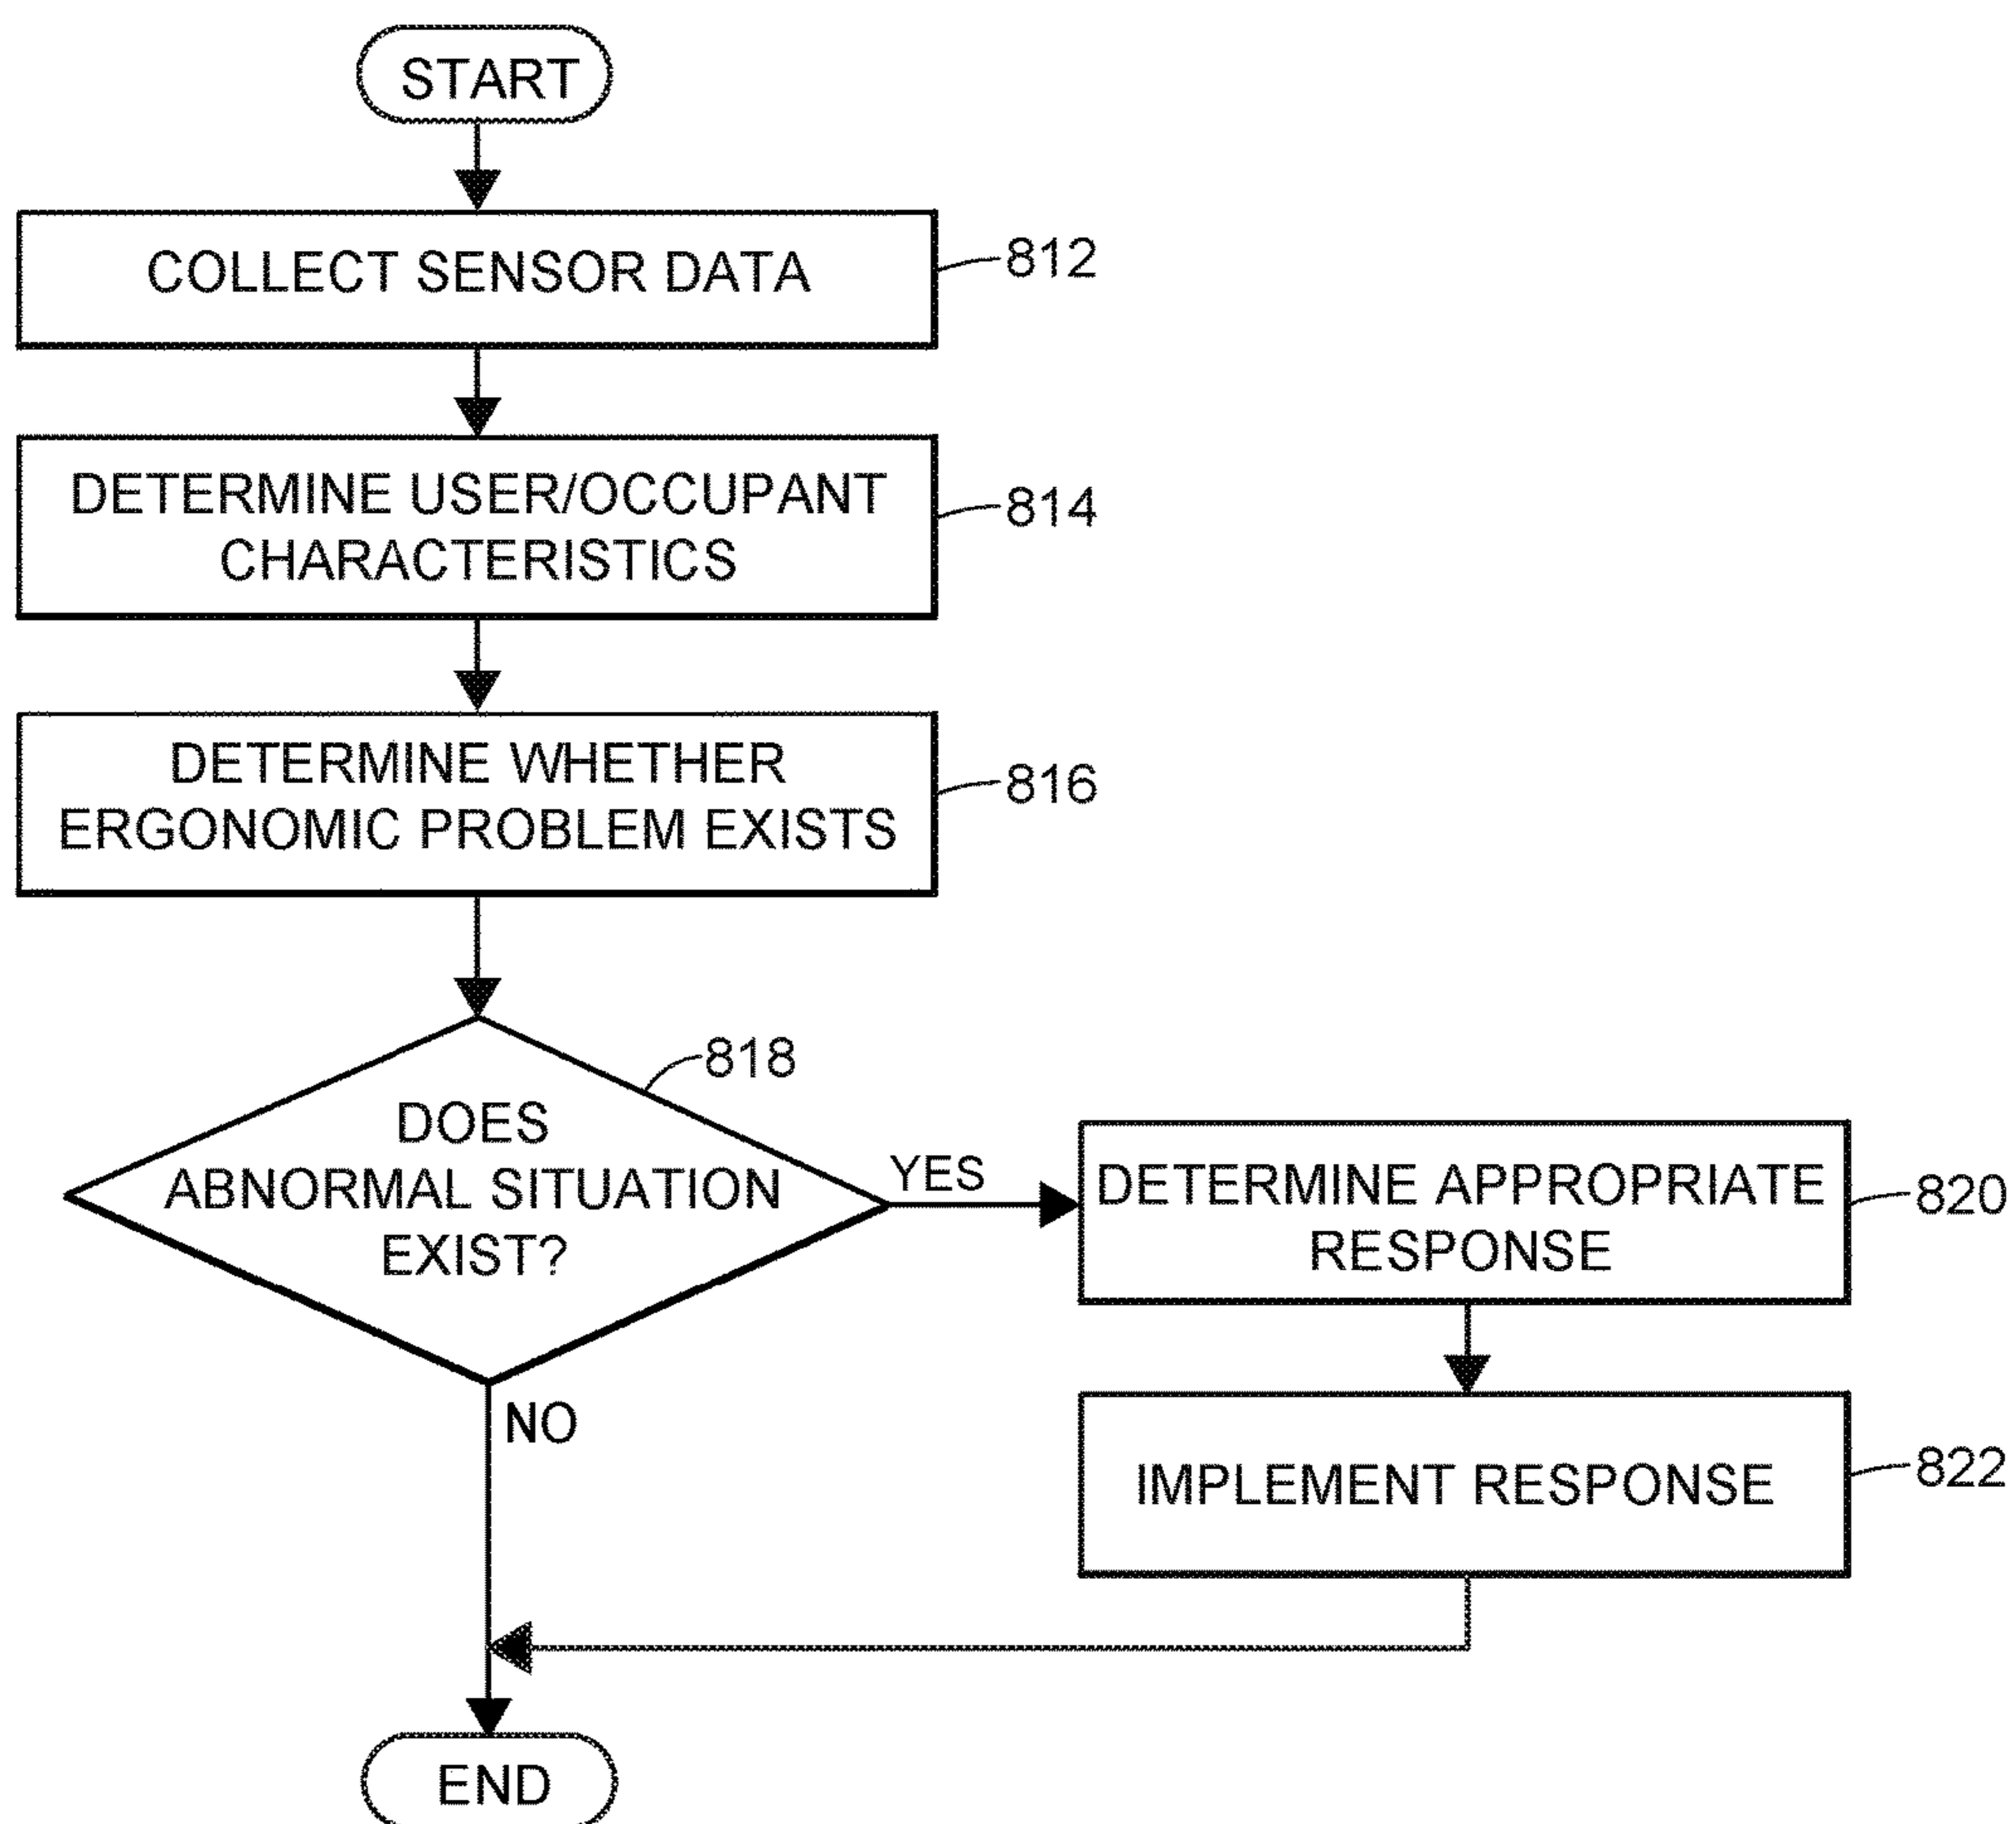 START
COLLECT SENSOR DATA
812
DETERMINE USER/OCCUPANT
CHARACTERISTICS
814
DETERMINE WHETHER
ERGONOMIC PROBLEM EXISTS
816
818
DOES
ABNORMAL SITUATION
EXIST?
YES
DETERMINE APPROPRIATE
RESPONSE
820
NO
IMPLEMENT RESPONSE
822
END